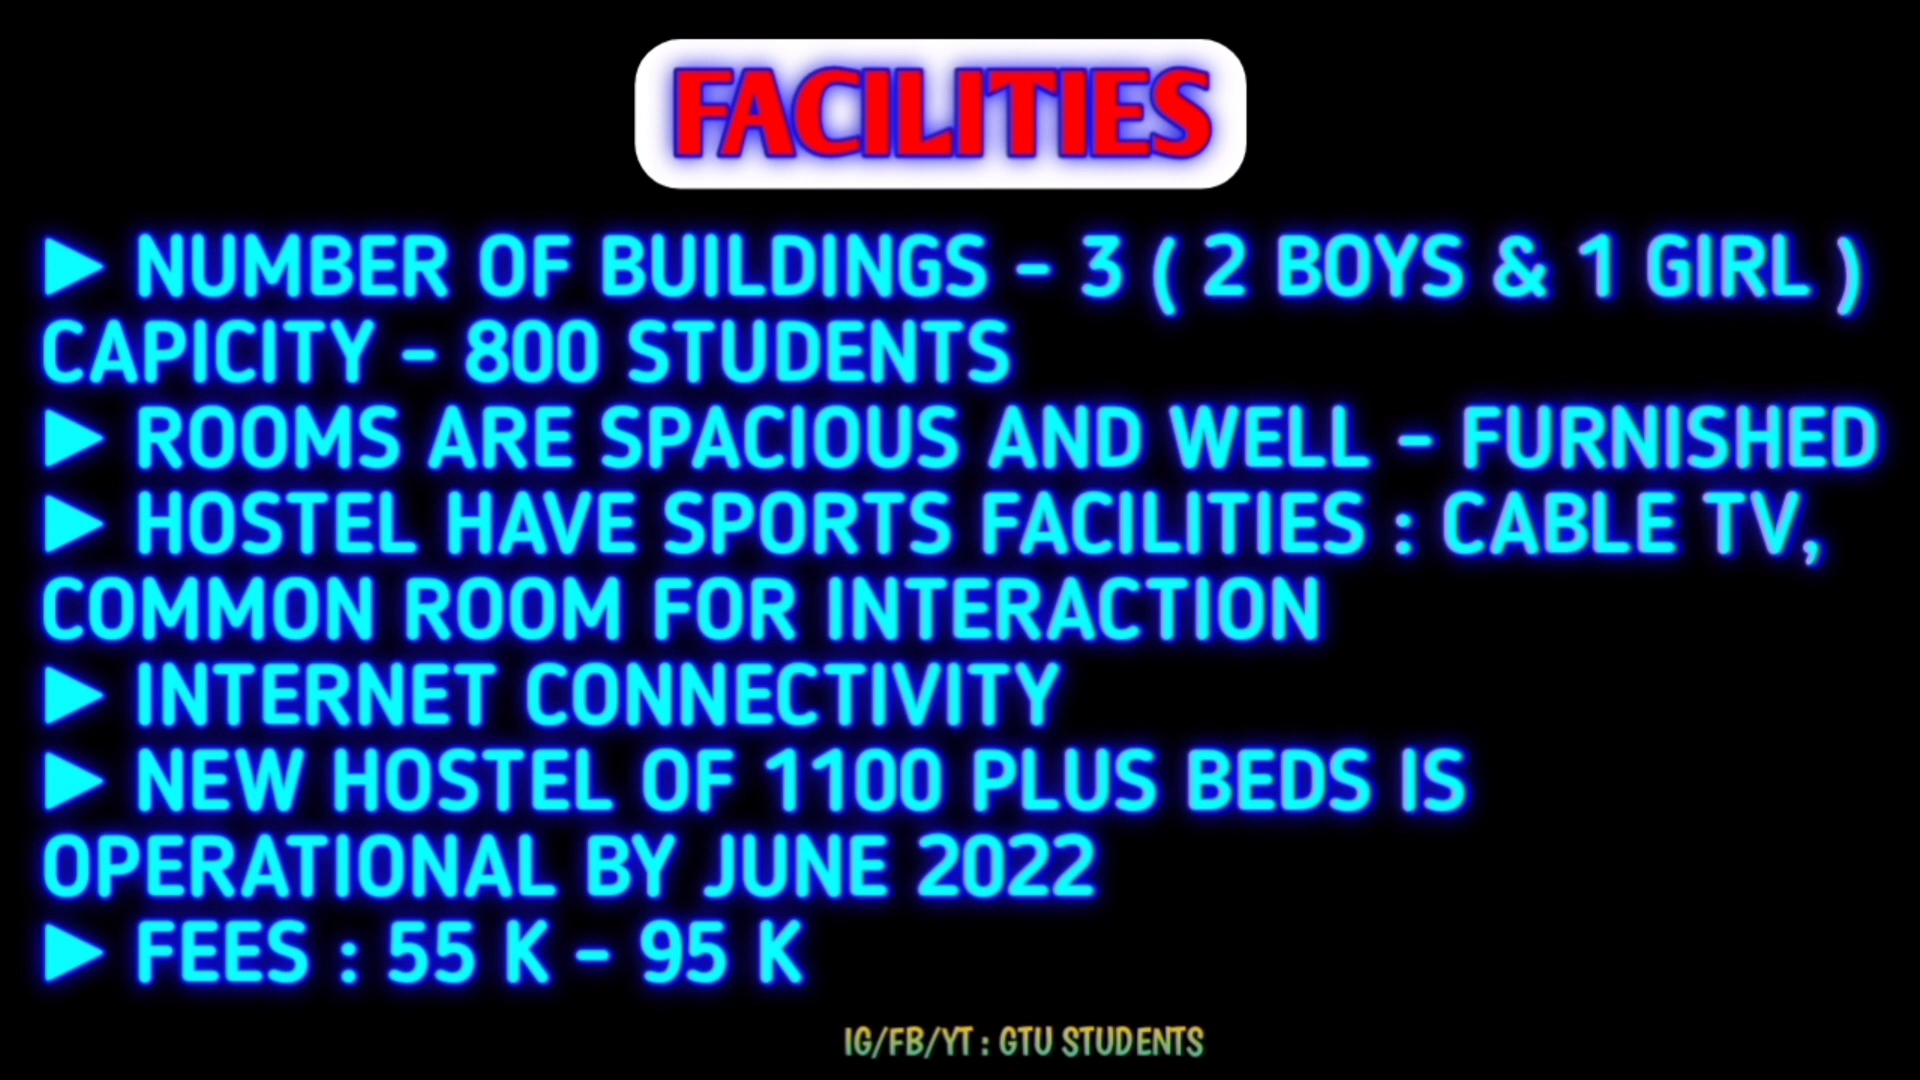 FACILITIES
► NUMBER OF BUILDINGS - 3 ( 2 BOYS & 1 GIRL )
CAPICITY - 800 STUDENTS
► ROOMS ARE SPACIOUS AND WELL - FURNISHED
► HOSTEL HAVE SPORTS FACILITIES : CABLE TV,
COMMON ROOM FOR INTERACTION
► INTERNET CONNECTIVITY
► NEW HOSTEL OF 1100 PLUS BEDS IS
OPERATIONAL BY JUNE 2022
► FEES : 55 K - 95 K
IG/FB/YT : GTU STUDENTS